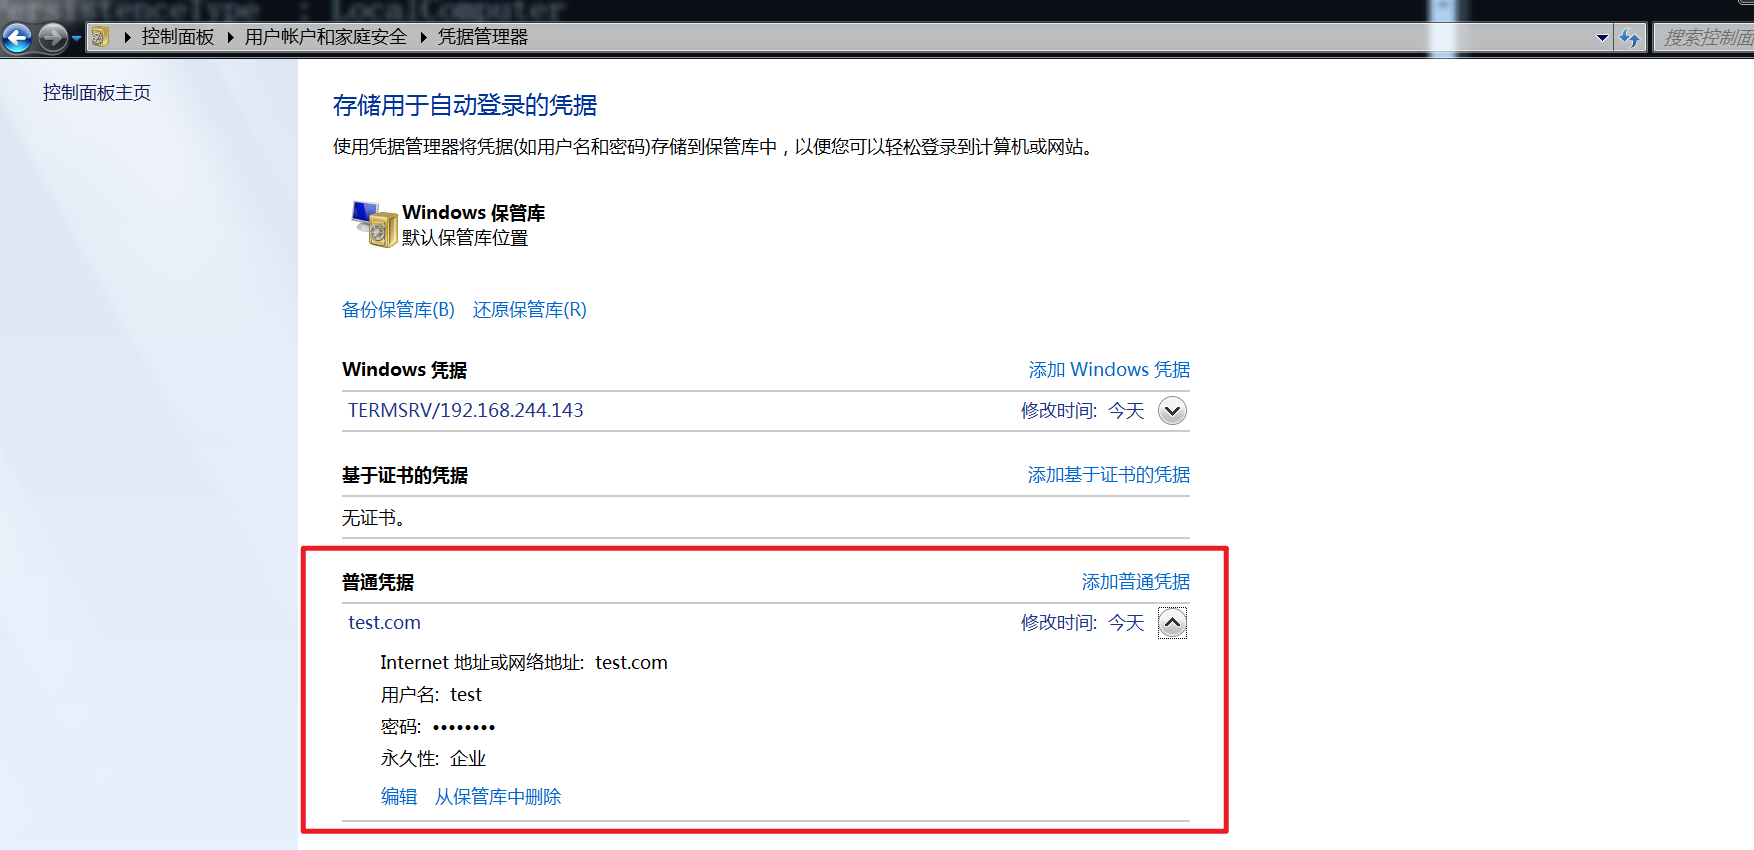 PersistenceType : LocalComputer
控制面板 用户帐户和家庭安全 凭据管理器
搜索控制面
控制面板主页
存储用于自动登录的凭据
使用凭据管理器将凭据(如用户名和密码)存储到保管库中，以便您可以轻松登录到计算机或网站。
Windows 保管库
默认保管库位置
备份保管库(B) 还原保管库(R)
Windows 凭据 添加 Windows 凭据
TERMSRV/192.168.244.143 修改时间: 今天
基于证书的凭据 添加基于证书的凭据
无证书。
普通凭据 添加普通凭据
test.com 修改时间: 今天
Internet 地址或网络地址: test.com
用户名: test
密码: ••••••••
永久性: 企业
编辑 从保管库中删除